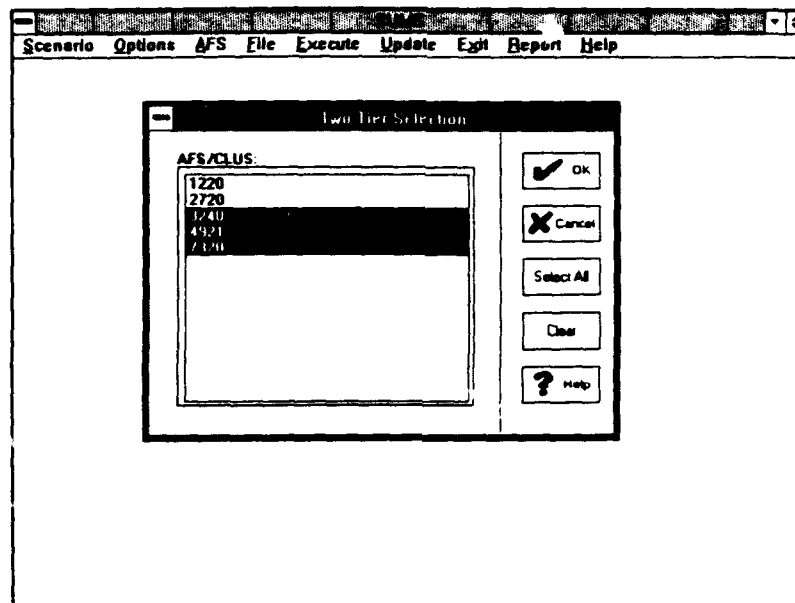 Scenario Options AFS File Execute Update Exit Report Help
Two Tier Selection
AFS/CLUS:
1220
2720
3240
4921
7320
OK
Cancel
Select All
Clear
? Help